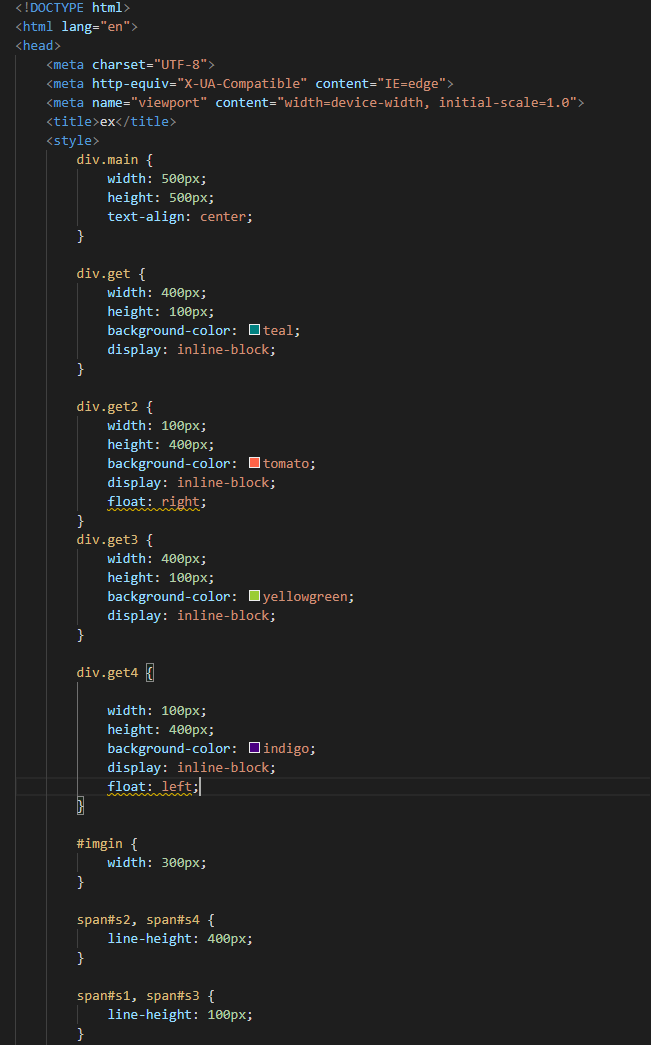 <!DOCTYPE html>
<html lang="en">
<head>
    <meta charset="UTF-8">
    <meta http-equiv="X-UA-Compatible" content="IE=edge">
    <meta name="viewport" content="width=device-width, initial-scale=1.0">
    <title>ex</title>
    <style>
        div.main {
            width: 500px;
            height: 500px;
            text-align: center;
        }

        div.get {
            width: 400px;
            height: 100px;
            background-color: teal;
            display: inline-block;
        }

        div.get2 {
            width: 100px;
            height: 400px;
            background-color: tomato;
            display: inline-block;
            float: right;
        }
        div.get3 {
            width: 400px;
            height: 100px;
            background-color: yellowgreen;
            display: inline-block;
        }

        div.get4 {

            width: 100px;
            height: 400px;
            background-color: indigo;
            display: inline-block;
            float: left;
        }

        #imgin {
            width: 300px;
        }

        span#s2, span#s4 {
            line-height: 400px;
        }

        span#s1, span#s3 {
            line-height: 100px;
        }